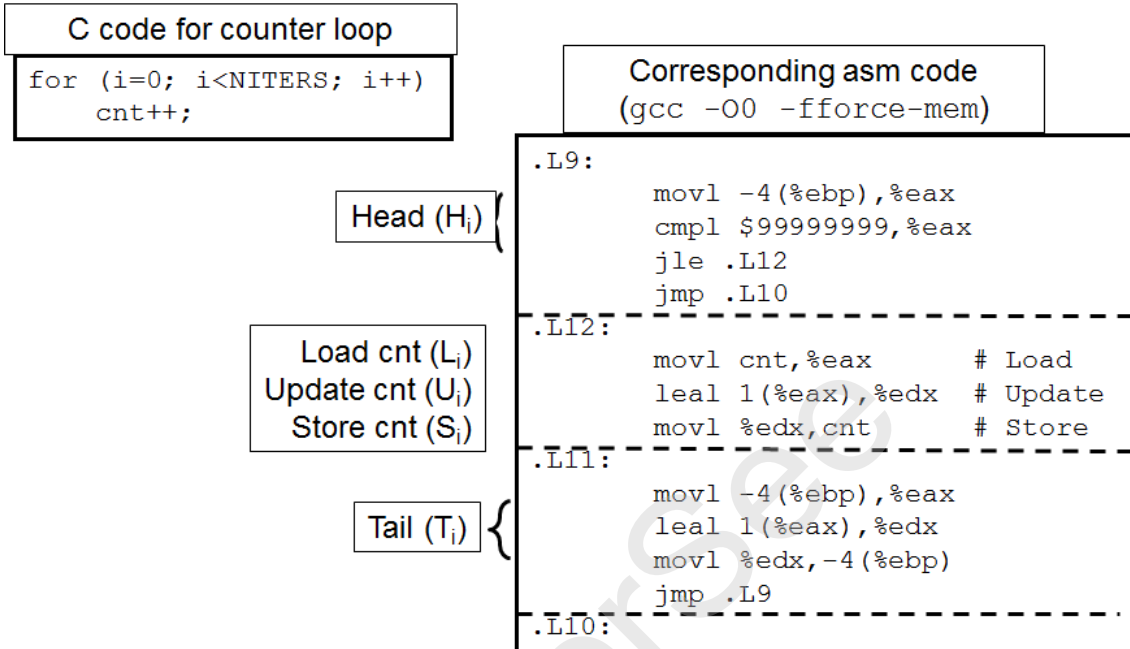 C code for counter loop
for (i=0; i<NITERS; i++)
cnt++;
Corresponding asm code
(gcc -O0 -fforce-mem)
.L9:
movl -4(%ebp),%eax
cmpl $99999999,%eax
jle .L12
jmp .L10
Head (Hi)
.L12:
movl cnt,%eax # Load
leal 1(%eax),%edx # Update
movl %edx,cnt # Store
Load cnt (Li)
Update cnt (Ui)
Store cnt (Si)
.L11:
movl -4(%ebp),%eax
leal 1(%eax),%edx
movl %edx,-4(%ebp)
jmp .L9
Tail (Ti)
.L10: